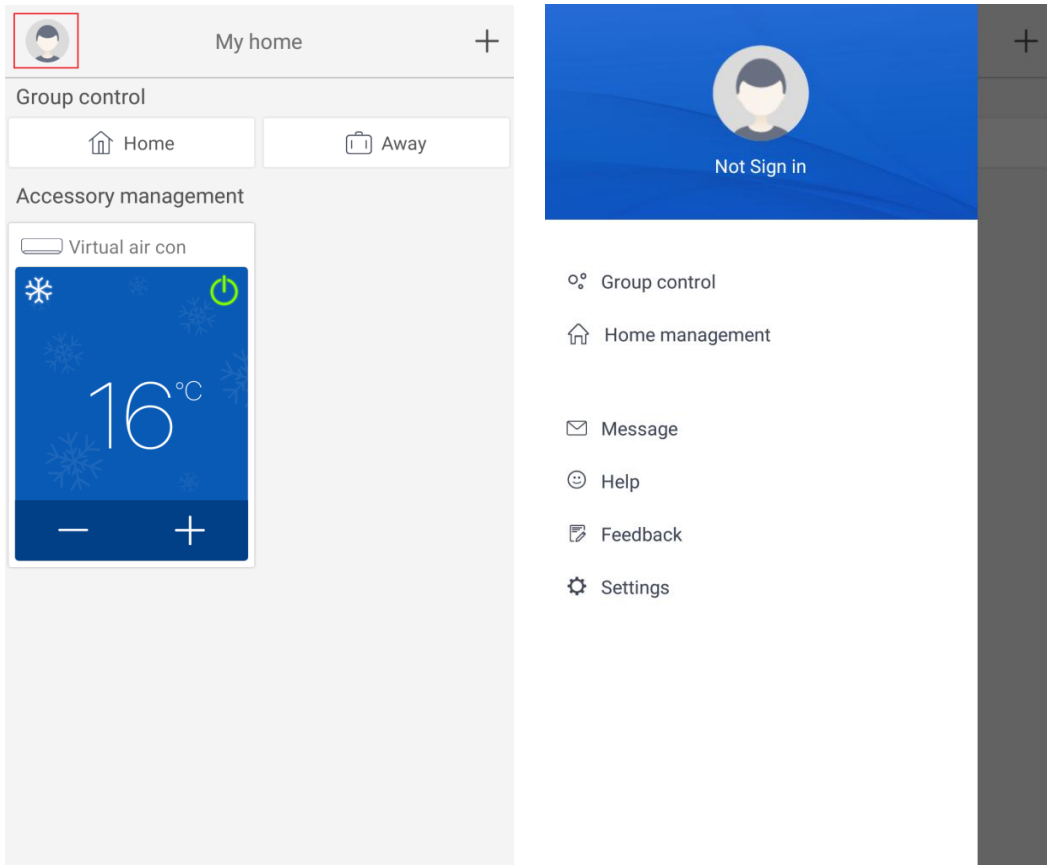 My home
Group control
Home
Away
Accessory management
Virtual air con
16°C
Not Sign in
Group control
Home management
Message
Help
Feedback
Settings